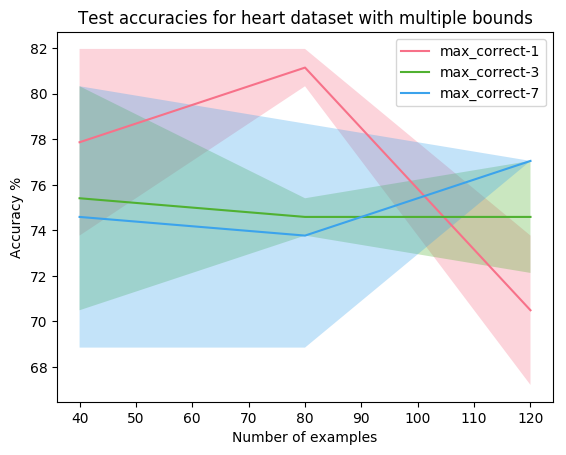 Test accuracies for heart dataset with multiple bounds
max_correct-1
max_correct-3
max_correct-7
Accuracy %
82
80
78
76
74
72
70
68
40 50 60 70 80 90 100 110 120
Number of examples